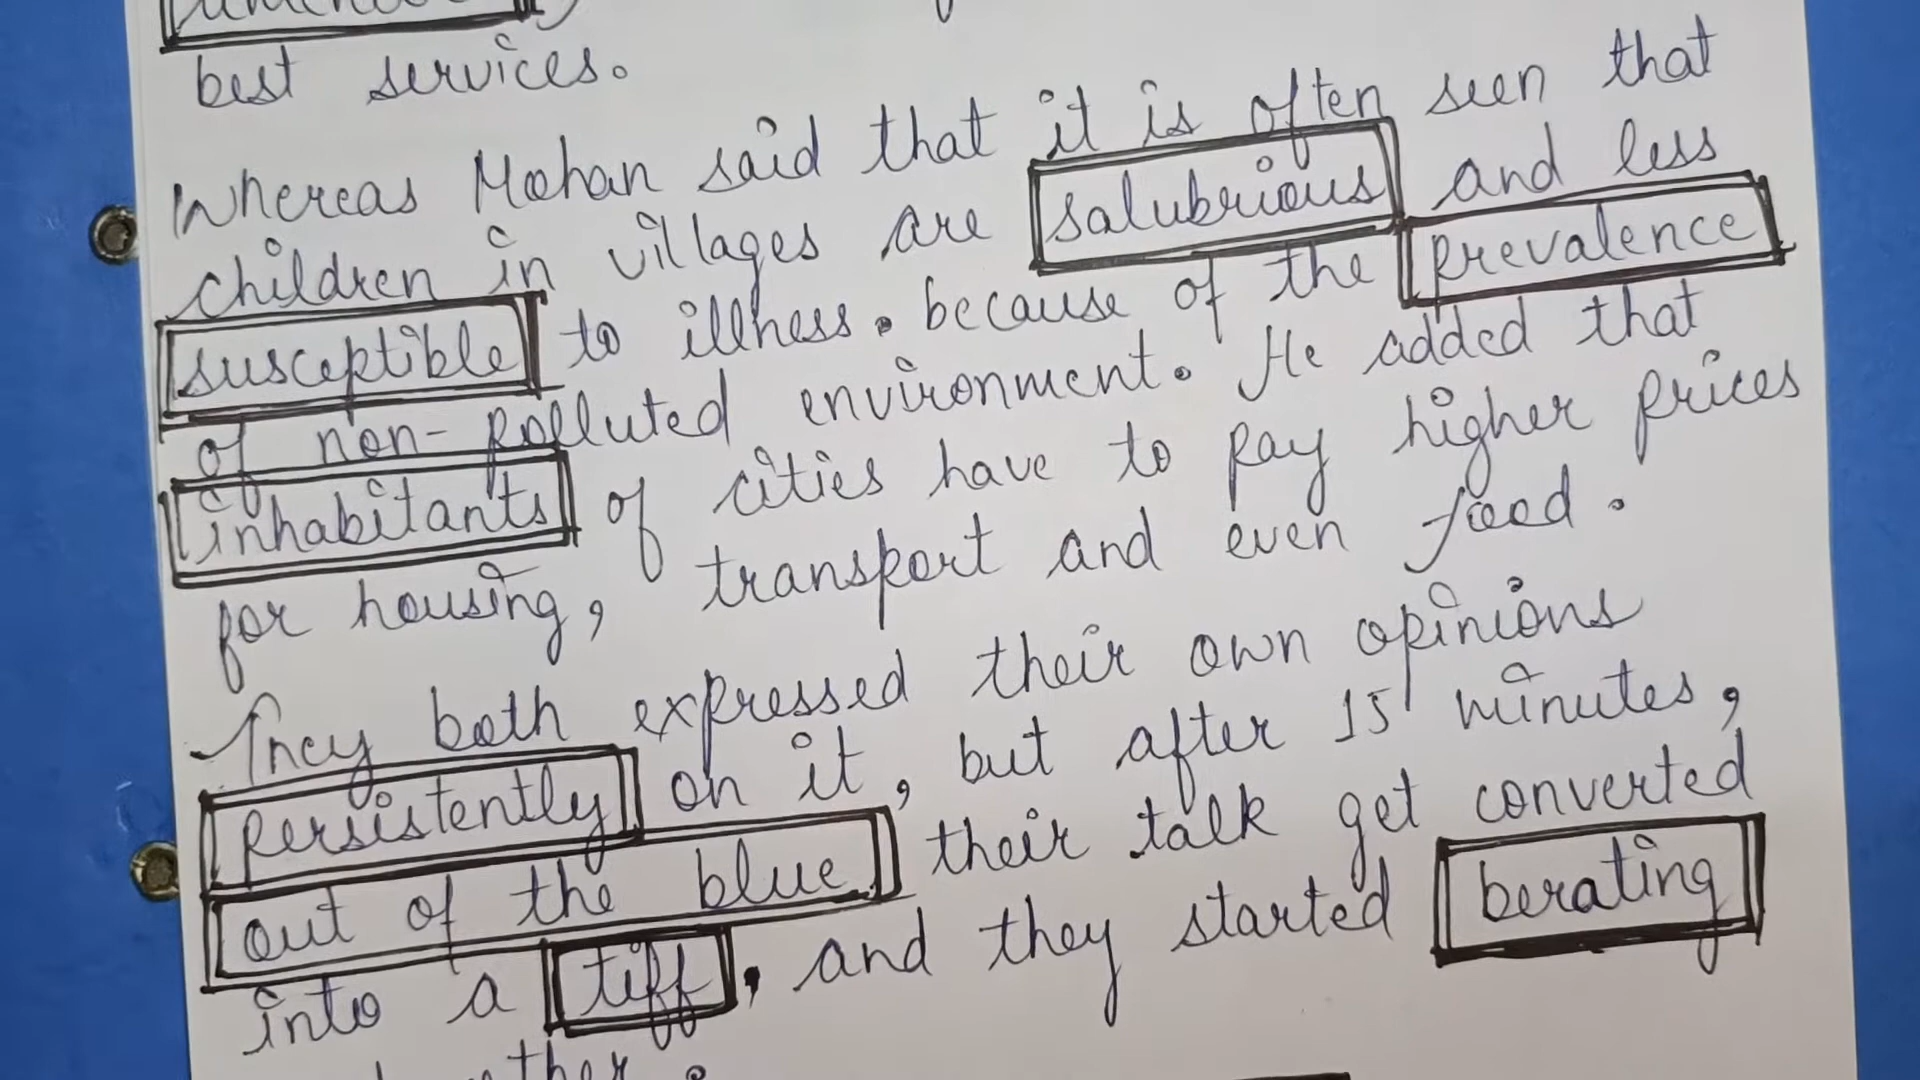 best services.
Whereas Mohan said that it is often seen that
children in villages are salubrious and less
susceptible to illness. because of the prevalence
of non-polluted environment. He added that
inhabitants of cities have to pay higher prices
for housing, transport and even food.
They both expressed their own opinions
persistently on it, but after 15 minutes,
out of the blue their talk get converted
into a tiff, and they started berating